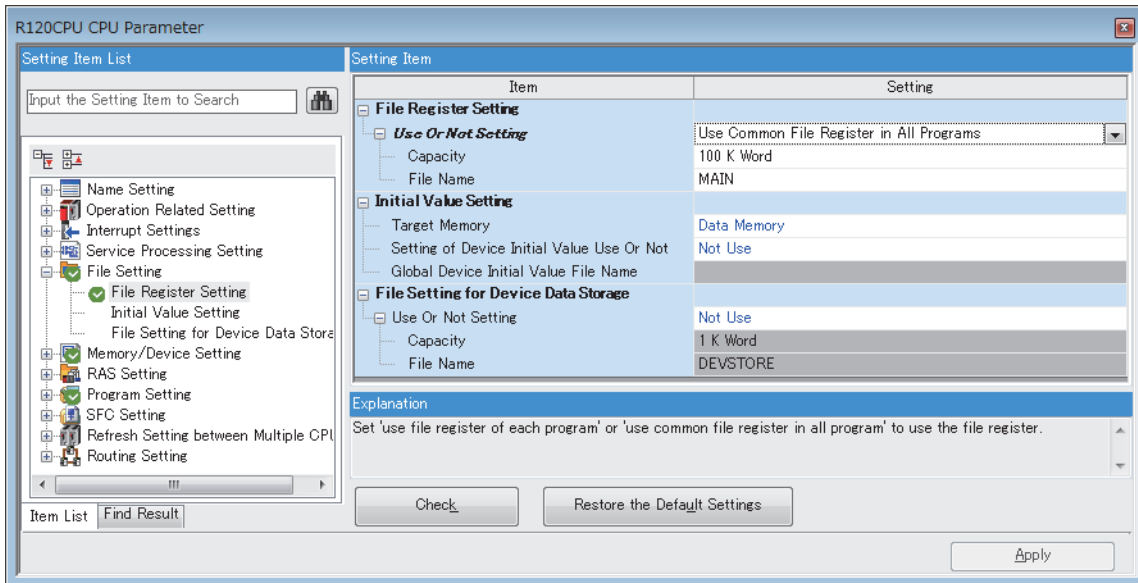 R120CPU CPU Parameter
Setting Item List
Input the Setting Item to Search
Name Setting
Operation Related Setting
Interrupt Settings
Service Processing Setting
File Setting
File Register Setting
Initial Value Setting
File Setting for Device Data Stora
Memory/Device Setting
RAS Setting
Program Setting
SFC Setting
Refresh Setting between Multiple CPU
Routing Setting
Item List Find Result
Setting Item
Item Setting
File Register Setting
Use Or Not Setting Use Common File Register in All Programs
Capacity 100 K Word
File Name MAIN
Initial Value Setting
Target Memory Data Memory
Setting of Device Initial Value Use Or Not Not Use
Global Device Initial Value File Name
File Setting for Device Data Storage
Use Or Not Setting Not Use
Capacity 1 K Word
File Name DEVSTORE
Explanation
Set 'use file register of each program' or 'use common file register in all program' to use the file register.
Check Restore the Default Settings
Apply